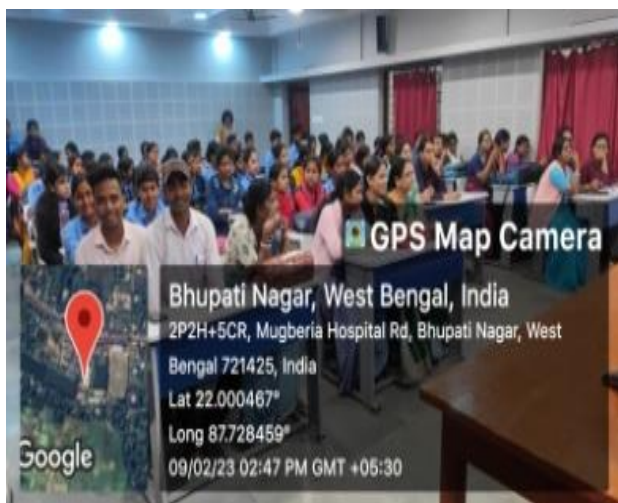 GPS Map Camera
Bhupati Nagar, West Bengal, India
2P2H+5CR, Mugberia Hospital Rd, Bhupati Nagar, West
Bengal 721425, India
Lat 22.000467°
Long 87.728459°
09/02/23 02:47 PM GMT +05:30
Google